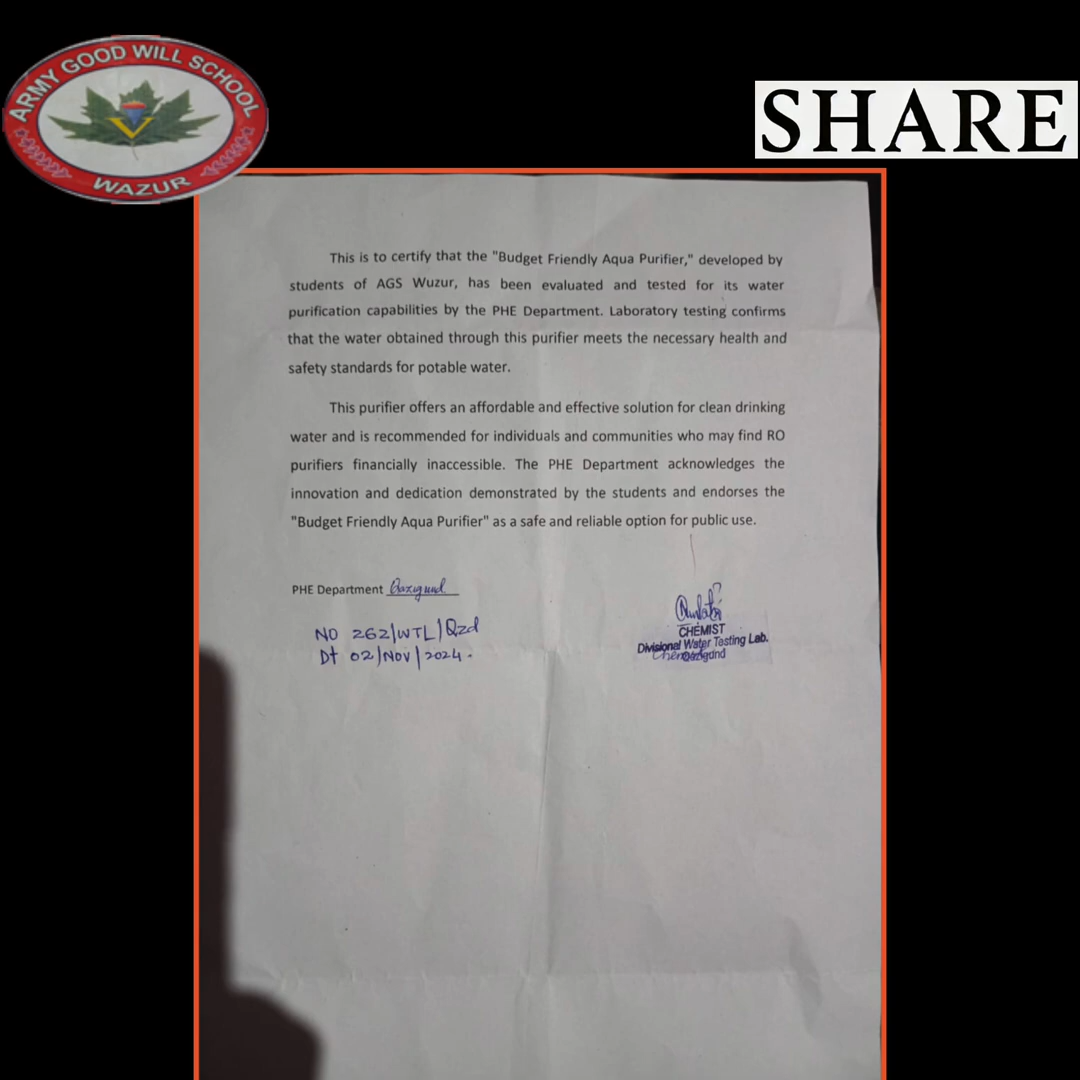 ARMY GOOD WILL SCHOOL
WAZUR
SHARE
This is to certify that the "Budget Friendly Aqua Purifier," developed by
students of AGS Wuzur, has been evaluated and tested for its water
purification capabilities by the PHE Department. Laboratory testing confirms
that the water obtained through this purifier meets the necessary health and
safety standards for potable water.
This purifier offers an affordable and effective solution for clean drinking
water and is recommended for individuals and communities who may find RO
purifiers financially inaccessible. The PHE Department acknowledges the
innovation and dedication demonstrated by the students and endorses the
"Budget Friendly Aqua Purifier" as a safe and reliable option for public use.
PHE Department Qazigund
NO 262/WTL/Qzd
Dt 02/Nov/2024.
CHEMIST
Divisional Water Testing Lab.